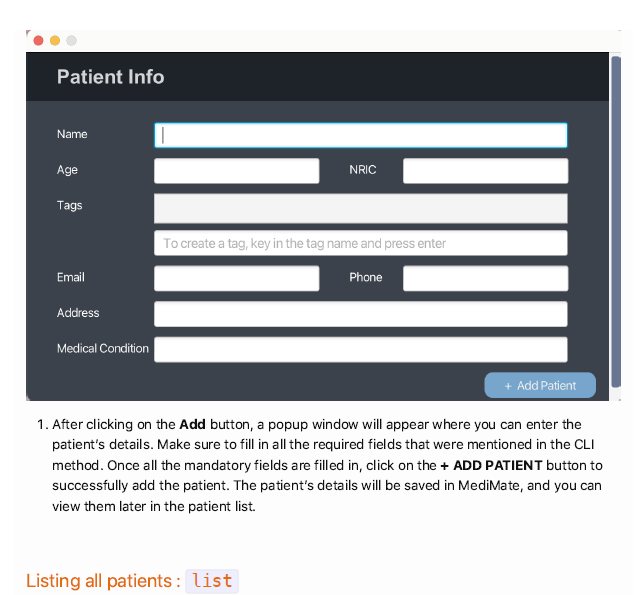 Patient Info
Name
Age NRIC
Tags
To create a tag, key in the tag name and press enter
Email Phone
Address
Medical Condition
+ Add Patient
1. After clicking on the Add button, a popup window will appear where you can enter the
patient’s details. Make sure to fill in all the required fields that were mentioned in the CLI
method. Once all the mandatory fields are filled in, click on the + ADD PATIENT button to
successfully add the patient. The patient’s details will be saved in MediMate, and you can
view them later in the patient list.
Listing all patients : list